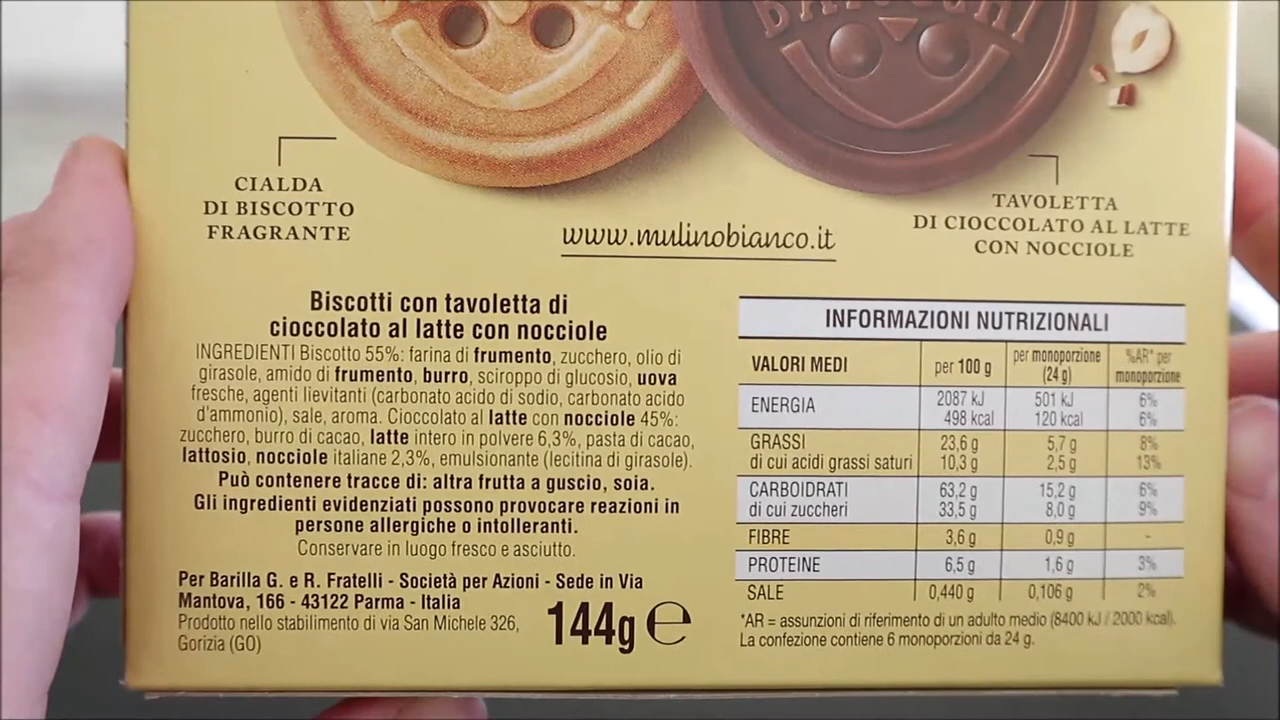 BAIOCCHI
CIALDA
DI BISCOTTO
FRAGRANTE
www.mulinobianco.it
TAVOLETTA
DI CIOCCOLATO AL LATTE
CON NOCCIOLE
Biscotti con tavoletta di
cioccolato al latte con nocciole
INGREDIENTI Biscotto 55%: farina di frumento, zucchero, olio di
girasole, amido di frumento, burro, sciroppo di glucosio, uova
fresche, agenti lievitanti (carbonato acido di sodio, carbonato acido
d'ammonio), sale, aroma. Cioccolato al latte con nocciole 45%:
zucchero, burro di cacao, latte intero in polvere 6,3%, pasta di cacao,
lattosio, nocciole italiane 2,3%, emulsionante (lecitina di girasole).
Può contenere tracce di: altra frutta a guscio, soia.
Gli ingredienti evidenziati possono provocare reazioni in
persone allergiche o intolleranti.
Conservare in luogo fresco e asciutto.
Per Barilla G. e R. Fratelli - Società per Azioni - Sede in Via
Mantova, 166 - 43122 Parma - Italia
Prodotto nello stabilimento di via San Michele 326,
Gorizia (GO)
144g e
INFORMAZIONI NUTRIZIONALI
VALORI MEDI per 100 g per monoporzione (24 g) %AR* per monoporzione
ENERGIA 2087 kJ 501 kJ 6%
498 kcal 120 kcal 6%
GRASSI 23,6 g 5,7 g 8%
di cui acidi grassi saturi 10,3 g 2,5 g 13%
CARBOIDRATI 63,2 g 15,2 g 6%
di cui zuccheri 33,5 g 8,0 g 9%
FIBRE 3,6 g 0,9 g -
PROTEINE 6,5 g 1,6 g 3%
SALE 0,440 g 0,106 g 2%
*AR = assunzioni di riferimento di un adulto medio (8400 kJ / 2000 kcal).
La confezione contiene 6 monoporzioni da 24 g.